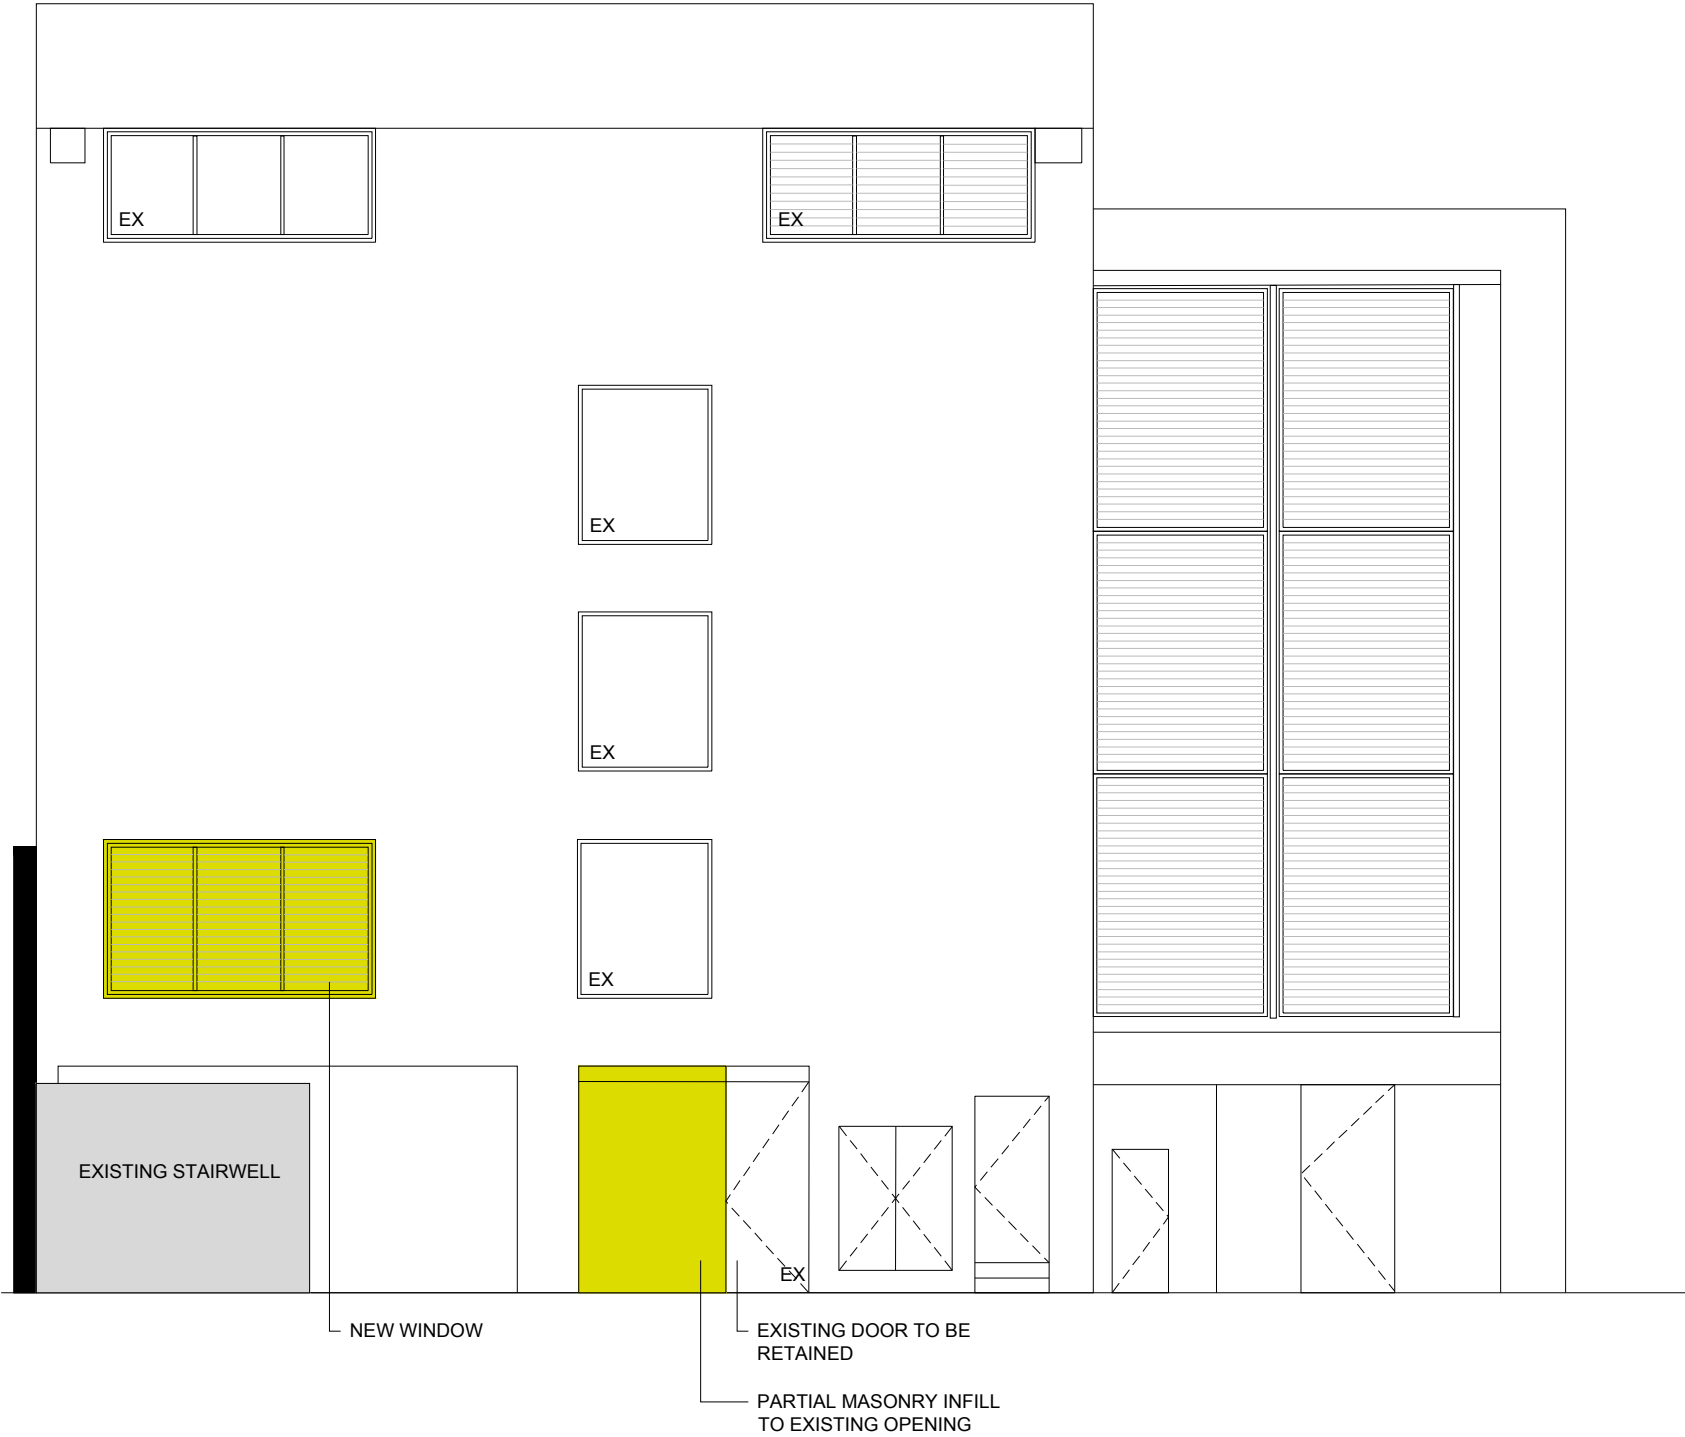 EX
EX
EX
EX
EX
EXISTING STAIRWELL
EX
NEW WINDOW
EXISTING DOOR TO BE
RETAINED
PARTIAL MASONRY INFILL
TO EXISTING OPENING